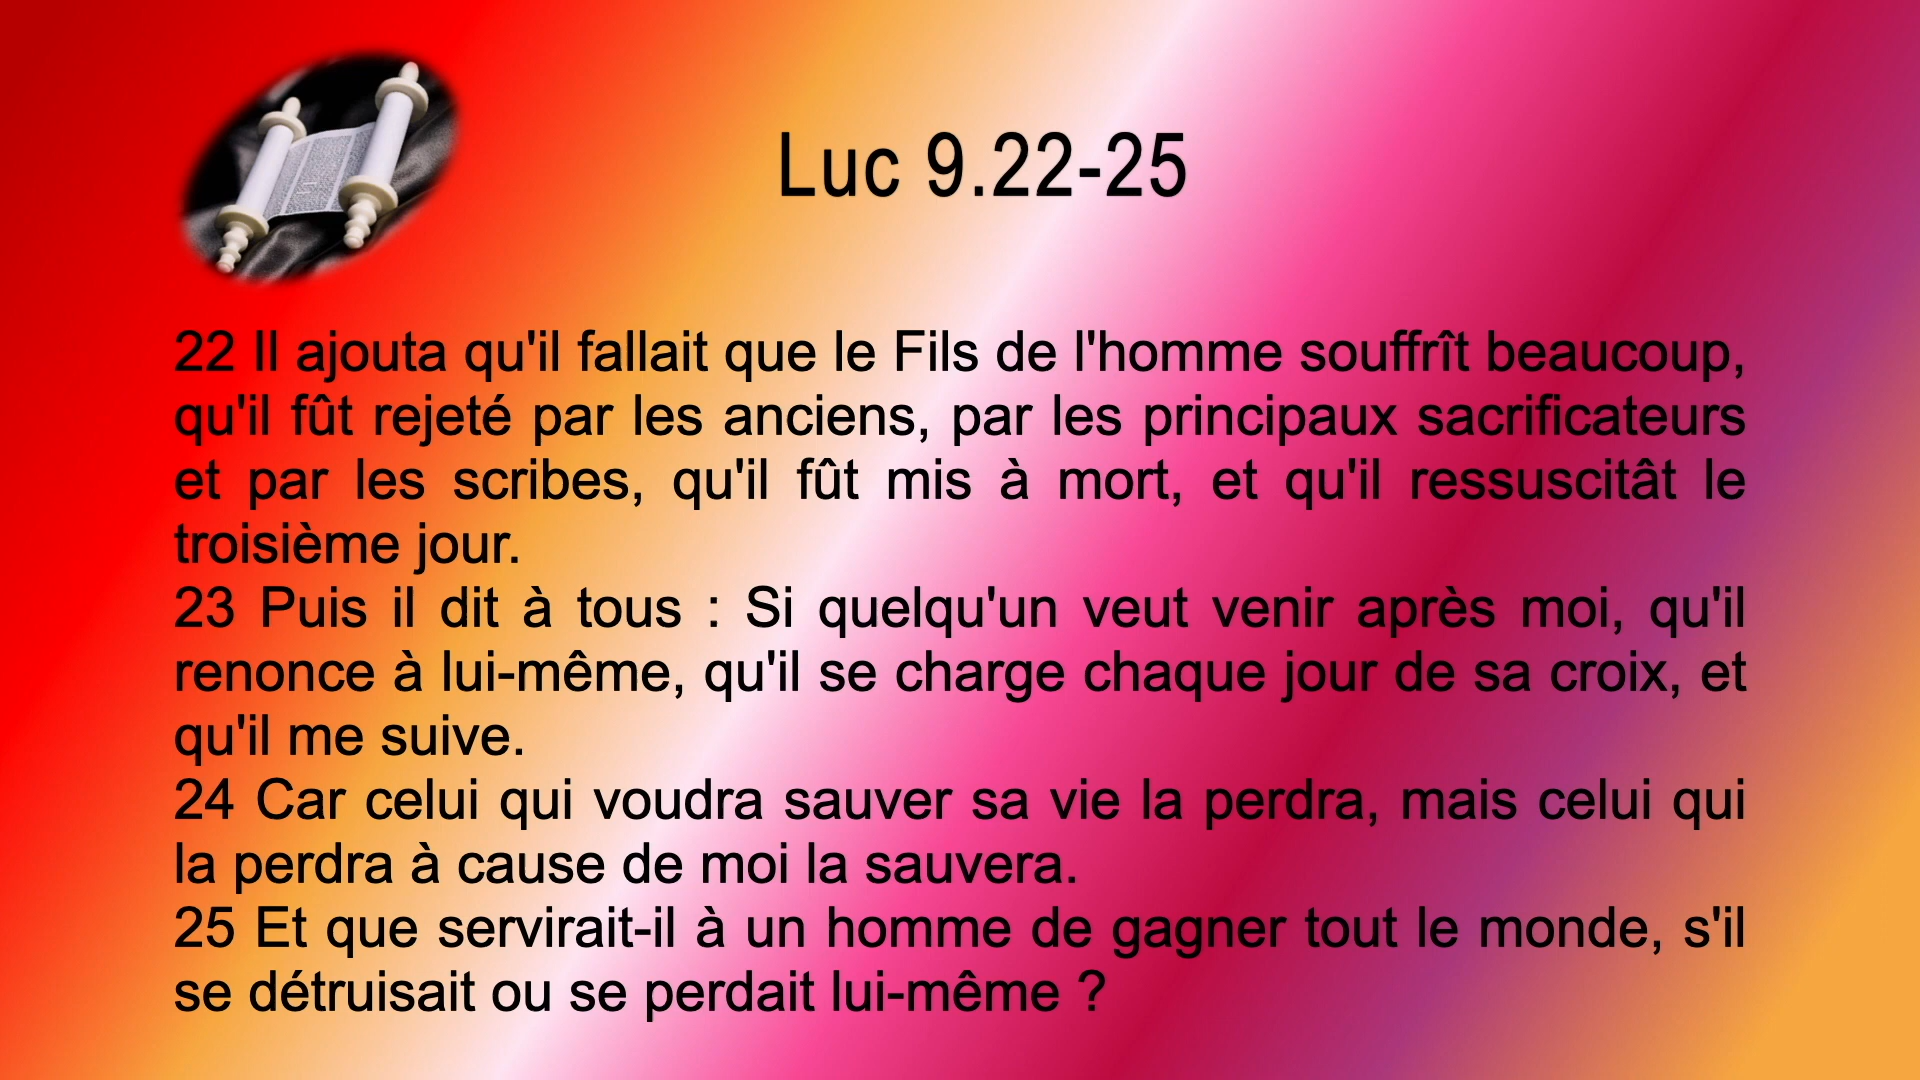 Luc 9.22-25
22 Il ajouta qu'il fallait que le Fils de l'homme souffrît beaucoup,
qu'il fût rejeté par les anciens, par les principaux sacrificateurs
et par les scribes, qu'il fût mis à mort, et qu'il ressuscitât le
troisième jour.
23 Puis il dit à tous : Si quelqu'un veut venir après moi, qu'il
renonce à lui-même, qu'il se charge chaque jour de sa croix, et
qu'il me suive.
24 Car celui qui voudra sauver sa vie la perdra, mais celui qui
la perdra à cause de moi la sauvera.
25 Et que servirait-il à un homme de gagner tout le monde, s'il
se détruisait ou se perdait lui-même ?